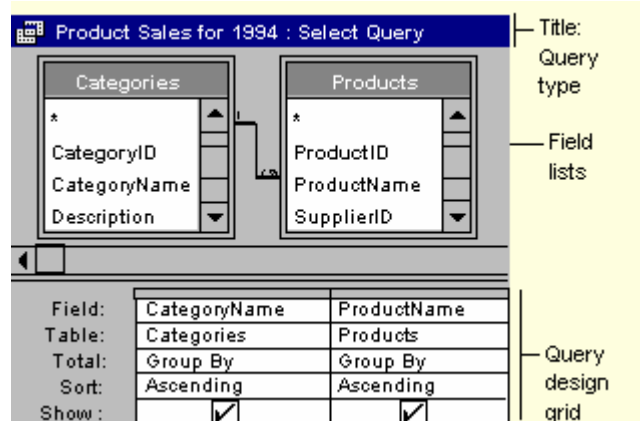 Product Sales for 1994 : Select Query
Title:
Query
type
Categories
*
CategoryID
CategoryName
Description
1
∞
Products
*
ProductID
ProductName
SupplierID
Field
lists
Field: CategoryName ProductName
Table: Categories Products
Total: Group By Group By
Sort: Ascending Ascending
Show :
Query
design
grid